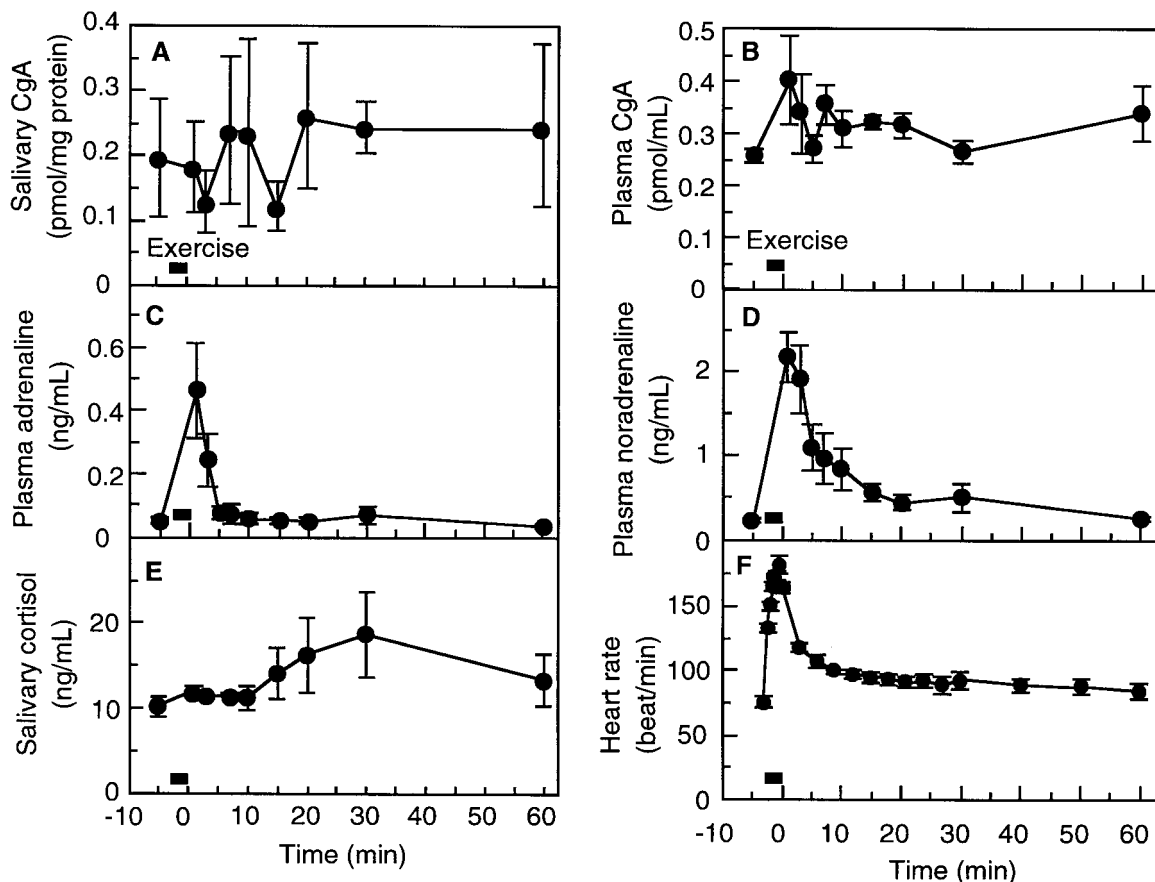 A
Salivary CgA
(pmol/mg protein)
0.4
0.3
0.2
0.1
0
Exercise
B
Plasma CgA
(pmol/mL)
0.5
0.4
0.3
0.2
0.1
0
Exercise
C
Plasma adrenaline
(ng/mL)
0.6
0.4
0.2
0
D
Plasma noradrenaline
(ng/mL)
2
1
0
E
Salivary cortisol
(ng/mL)
20
10
0
-10 0 10 20 30 40 50 60
Time (min)
F
Heart rate
(beat/min)
150
100
50
0
-10 0 10 20 30 40 50 60
Time (min)